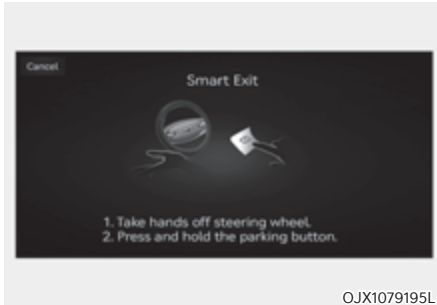 Cancel
Smart Exit
1. Take hands off steering wheel.
2. Press and hold the parking button.
OJX1079195L